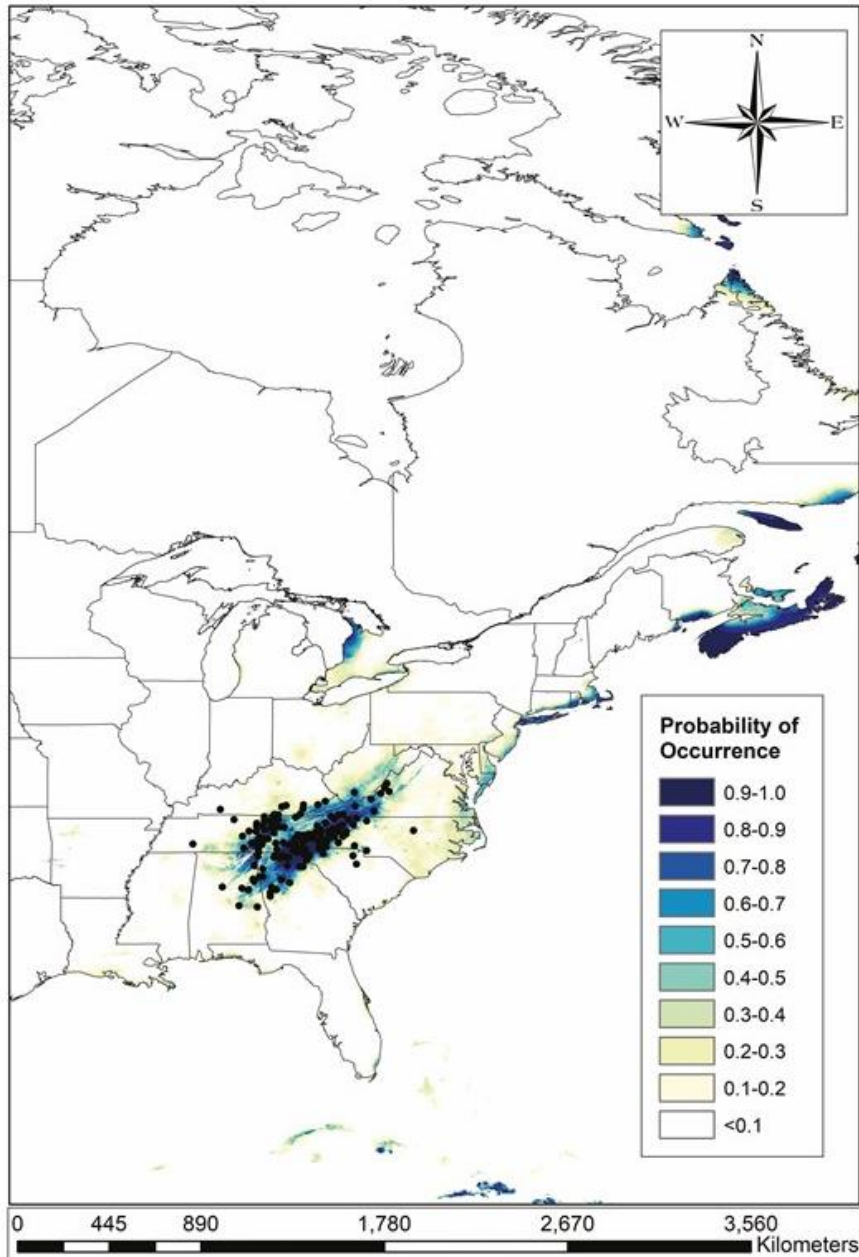 N
W E
S
Probability of
Occurrence
0.9-1.0
0.8-0.9
0.7-0.8
0.6-0.7
0.5-0.6
0.4-0.5
0.3-0.4
0.2-0.3
0.1-0.2
<0.1
0 445 890 1,780 2,670 3,560
Kilometers